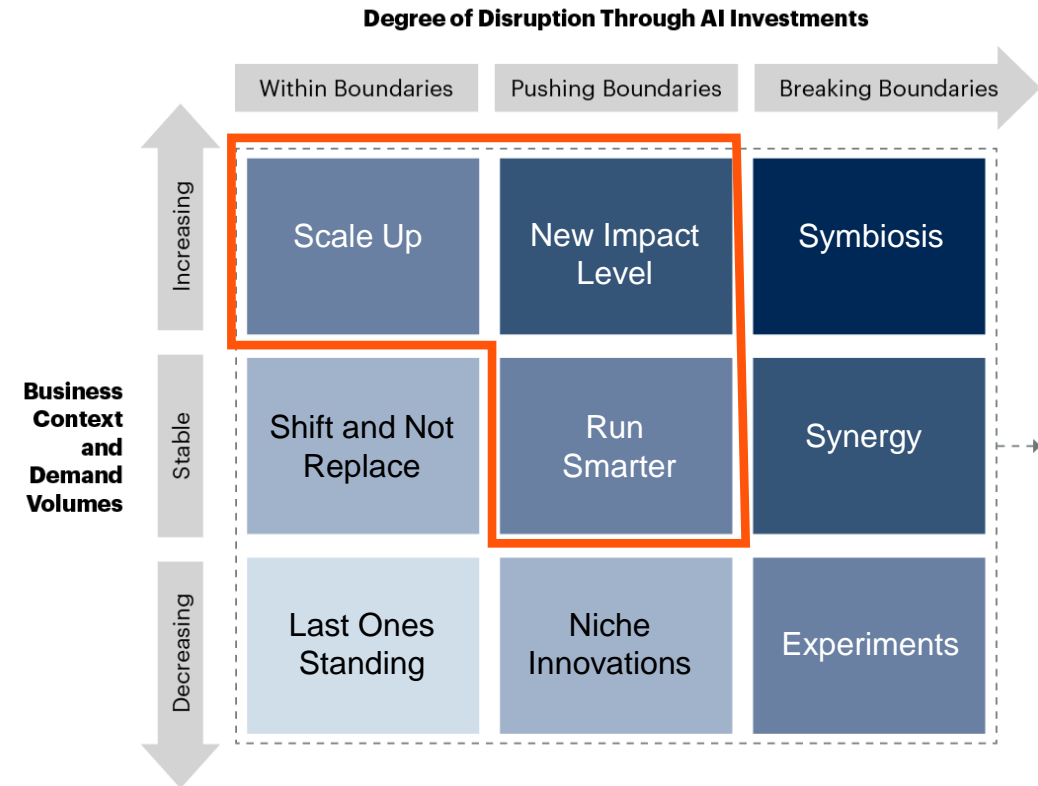 Degree of Disruption Through AI Investments
Within Boundaries
Pushing Boundaries
Breaking Boundaries
Increasing
Scale Up
New Impact
Level
Symbiosis
Business
Context
and
Demand
Volumes
Stable
Shift and Not
Replace
Run
Smarter
Synergy
Decreasing
Last Ones
Standing
Niche
Innovations
Experiments